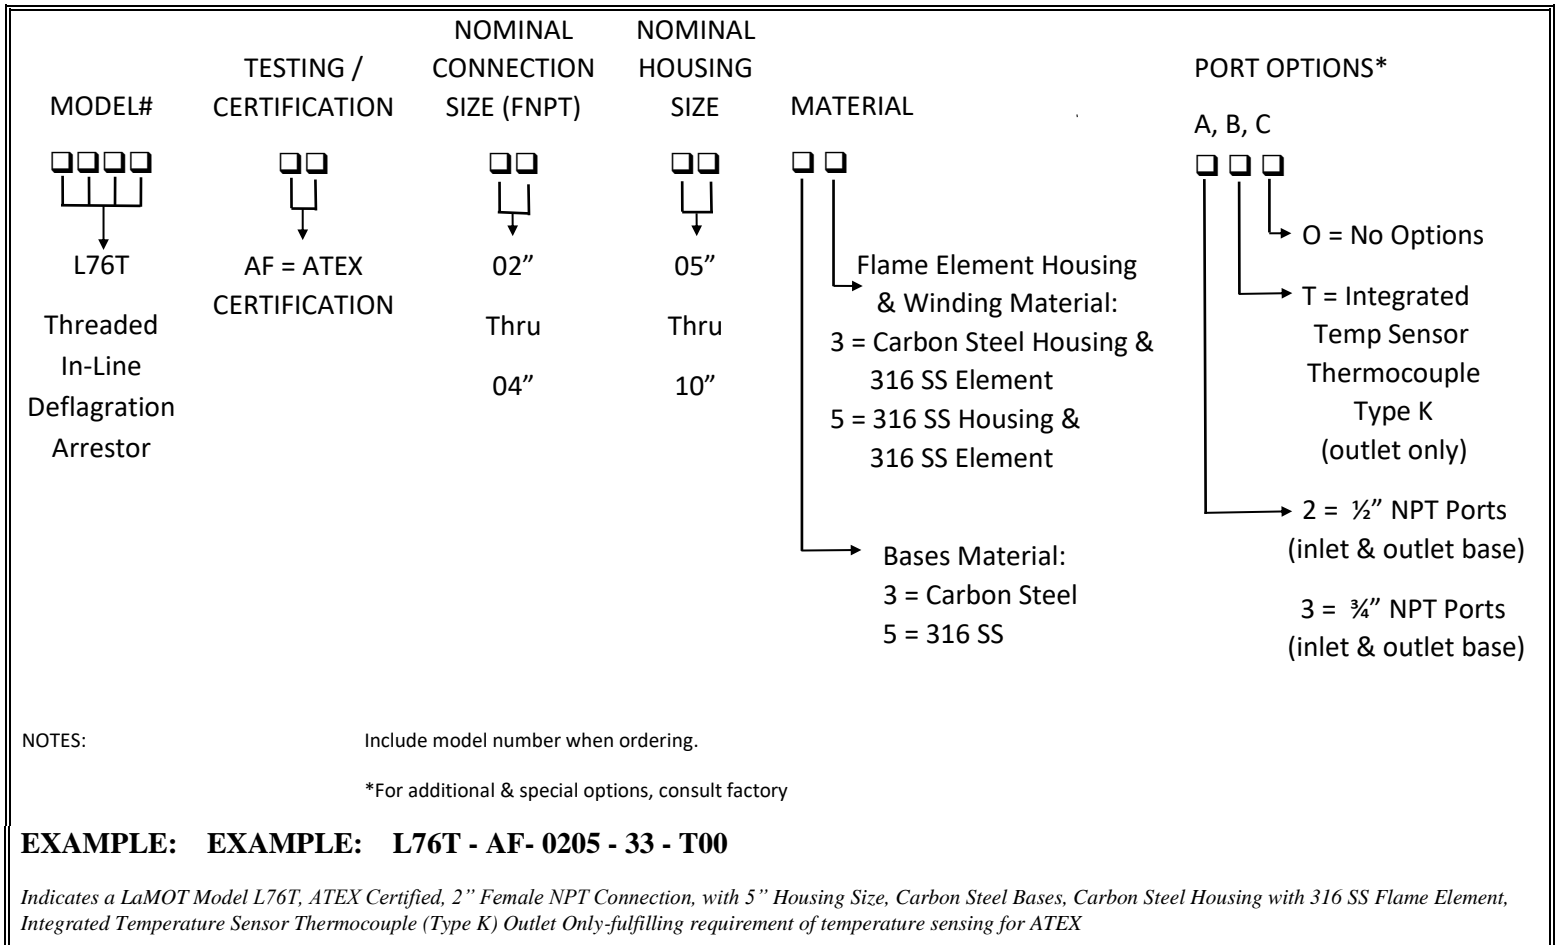 MODEL#
TESTING /
CERTIFICATION
NOMINAL
CONNECTION
SIZE (FNPT)
NOMINAL
HOUSING
SIZE
MATERIAL
PORT OPTIONS*
A, B, C
L76T
Threaded
In-Line
Deflagration
Arrestor
AF = ATEX
CERTIFICATION
02”
Thru
04”
05”
Thru
10”
Flame Element Housing
& Winding Material:
3 = Carbon Steel Housing &
316 SS Element
5 = 316 SS Housing &
316 SS Element
Bases Material:
3 = Carbon Steel
5 = 316 SS
O = No Options
T = Integrated
Temp Sensor
Thermocouple
Type K
(outlet only)
2 = ½” NPT Ports
(inlet & outlet base)
3 = ¾” NPT Ports
(inlet & outlet base)
NOTES: Include model number when ordering.
*For additional & special options, consult factory
EXAMPLE: EXAMPLE: L76T - AF- 0205 - 33 - T00
Indicates a LaMOT Model L76T, ATEX Certified, 2” Female NPT Connection, with 5” Housing Size, Carbon Steel Bases, Carbon Steel Housing with 316 SS Flame Element,
Integrated Temperature Sensor Thermocouple (Type K) Outlet Only-fulfilling requirement of temperature sensing for ATEX